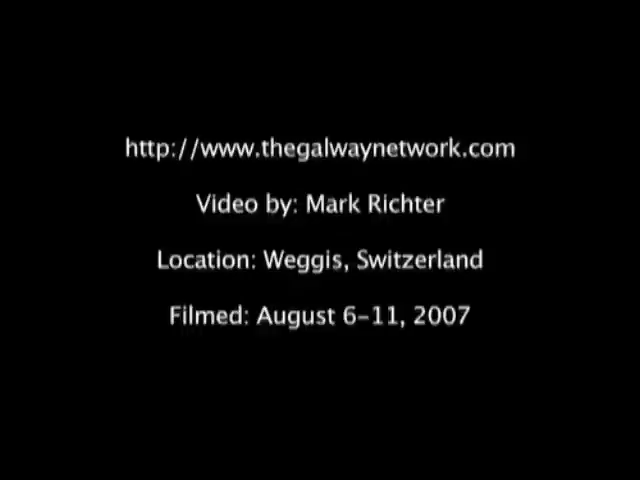 http://www.thegalwaynetwork.com
Video by: Mark Richter
Location: Weggis, Switzerland
Filmed: August 6-11, 2007